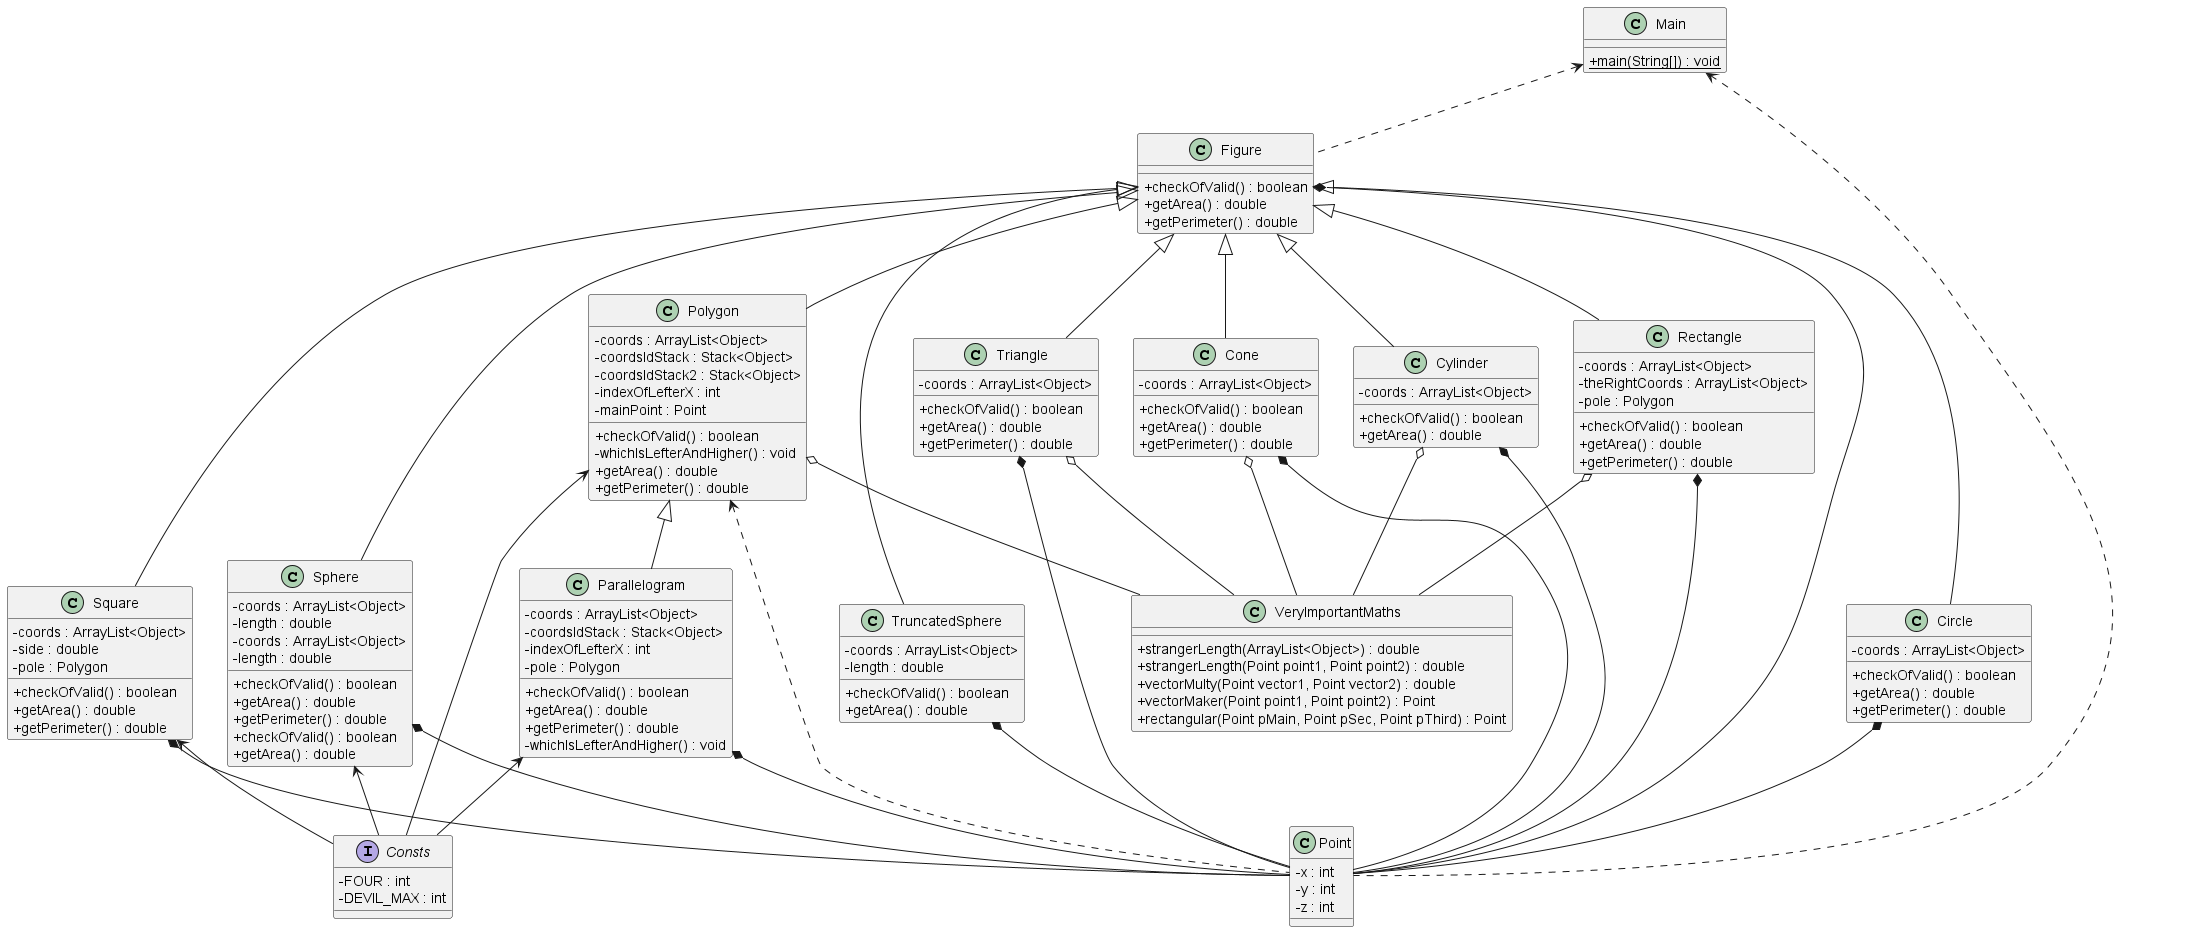 C Main
+main(String[]) : void
C Figure
+checkOfValid() : boolean
+getArea() : double
+getPerimeter() : double
C Polygon
-coords : ArrayList<Object>
-coordsIdStack : Stack<Object>
-coordsIdStack2 : Stack<Object>
-indexOfLefterX : int
-mainPoint : Point
+checkOfValid() : boolean
-whichIsLefterAndHigher() : void
+getArea() : double
+getPerimeter() : double
C Triangle
-coords : ArrayList<Object>
+checkOfValid() : boolean
+getArea() : double
+getPerimeter() : double
C Cone
-coords : ArrayList<Object>
+checkOfValid() : boolean
+getArea() : double
+getPerimeter() : double
C Cylinder
-coords : ArrayList<Object>
+checkOfValid() : boolean
+getArea() : double
C Rectangle
-coords : ArrayList<Object>
-theRightCoords : ArrayList<Object>
-pole : Polygon
+checkOfValid() : boolean
+getArea() : double
+getPerimeter() : double
C Square
-coords : ArrayList<Object>
-side : double
-pole : Polygon
+checkOfValid() : boolean
+getArea() : double
+getPerimeter() : double
C Sphere
-coords : ArrayList<Object>
-length : double
-coords : ArrayList<Object>
-length : double
+checkOfValid() : boolean
+getArea() : double
+getPerimeter() : double
+checkOfValid() : boolean
+getArea() : double
C Parallelogram
-coords : ArrayList<Object>
-coordsIdStack : Stack<Object>
-indexOfLefterX : int
-pole : Polygon
+checkOfValid() : boolean
+getArea() : double
+getPerimeter() : double
-whichIsLefterAndHigher() : void
C TruncatedSphere
-coords : ArrayList<Object>
-length : double
+checkOfValid() : boolean
+getArea() : double
C VeryImportantMaths
+strangerLength(ArrayList<Object>) : double
+strangerLength(Point point1, Point point2) : double
+vectorMulty(Point vector1, Point vector2) : double
+vectorMaker(Point point1, Point point2) : Point
+rectangular(Point pMain, Point pSec, Point pThird) : Point
C Circle
-coords : ArrayList<Object>
+checkOfValid() : boolean
+getArea() : double
+getPerimeter() : double
I Consts
-FOUR : int
-DEVIL_MAX : int
C Point
-x : int
-y : int
-z : int